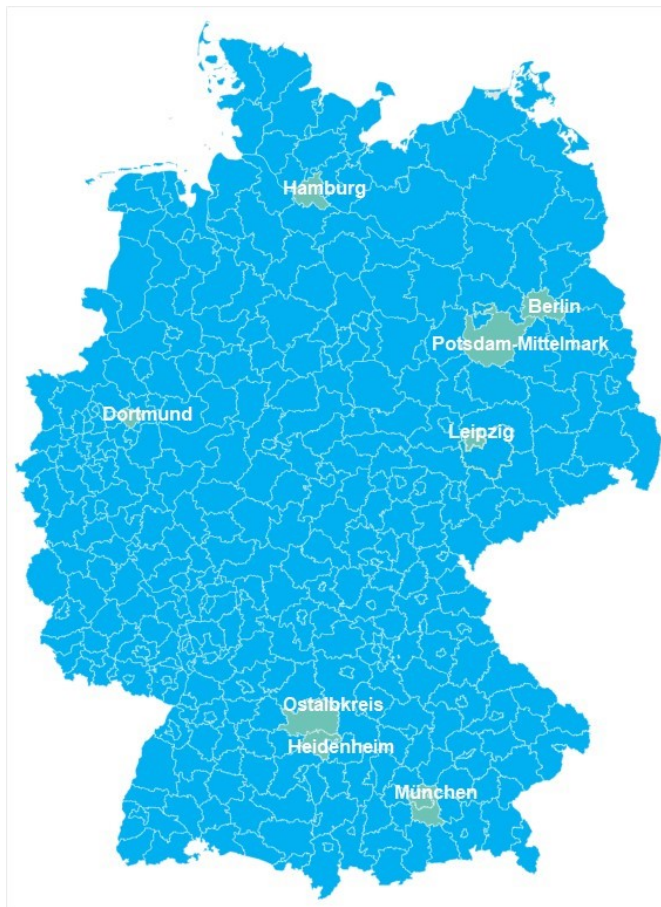 Hamburg
Berlin
Potsdam-Mittelmark
Dortmund
Leipzig
Ostalbkreis
Heidenheim
München